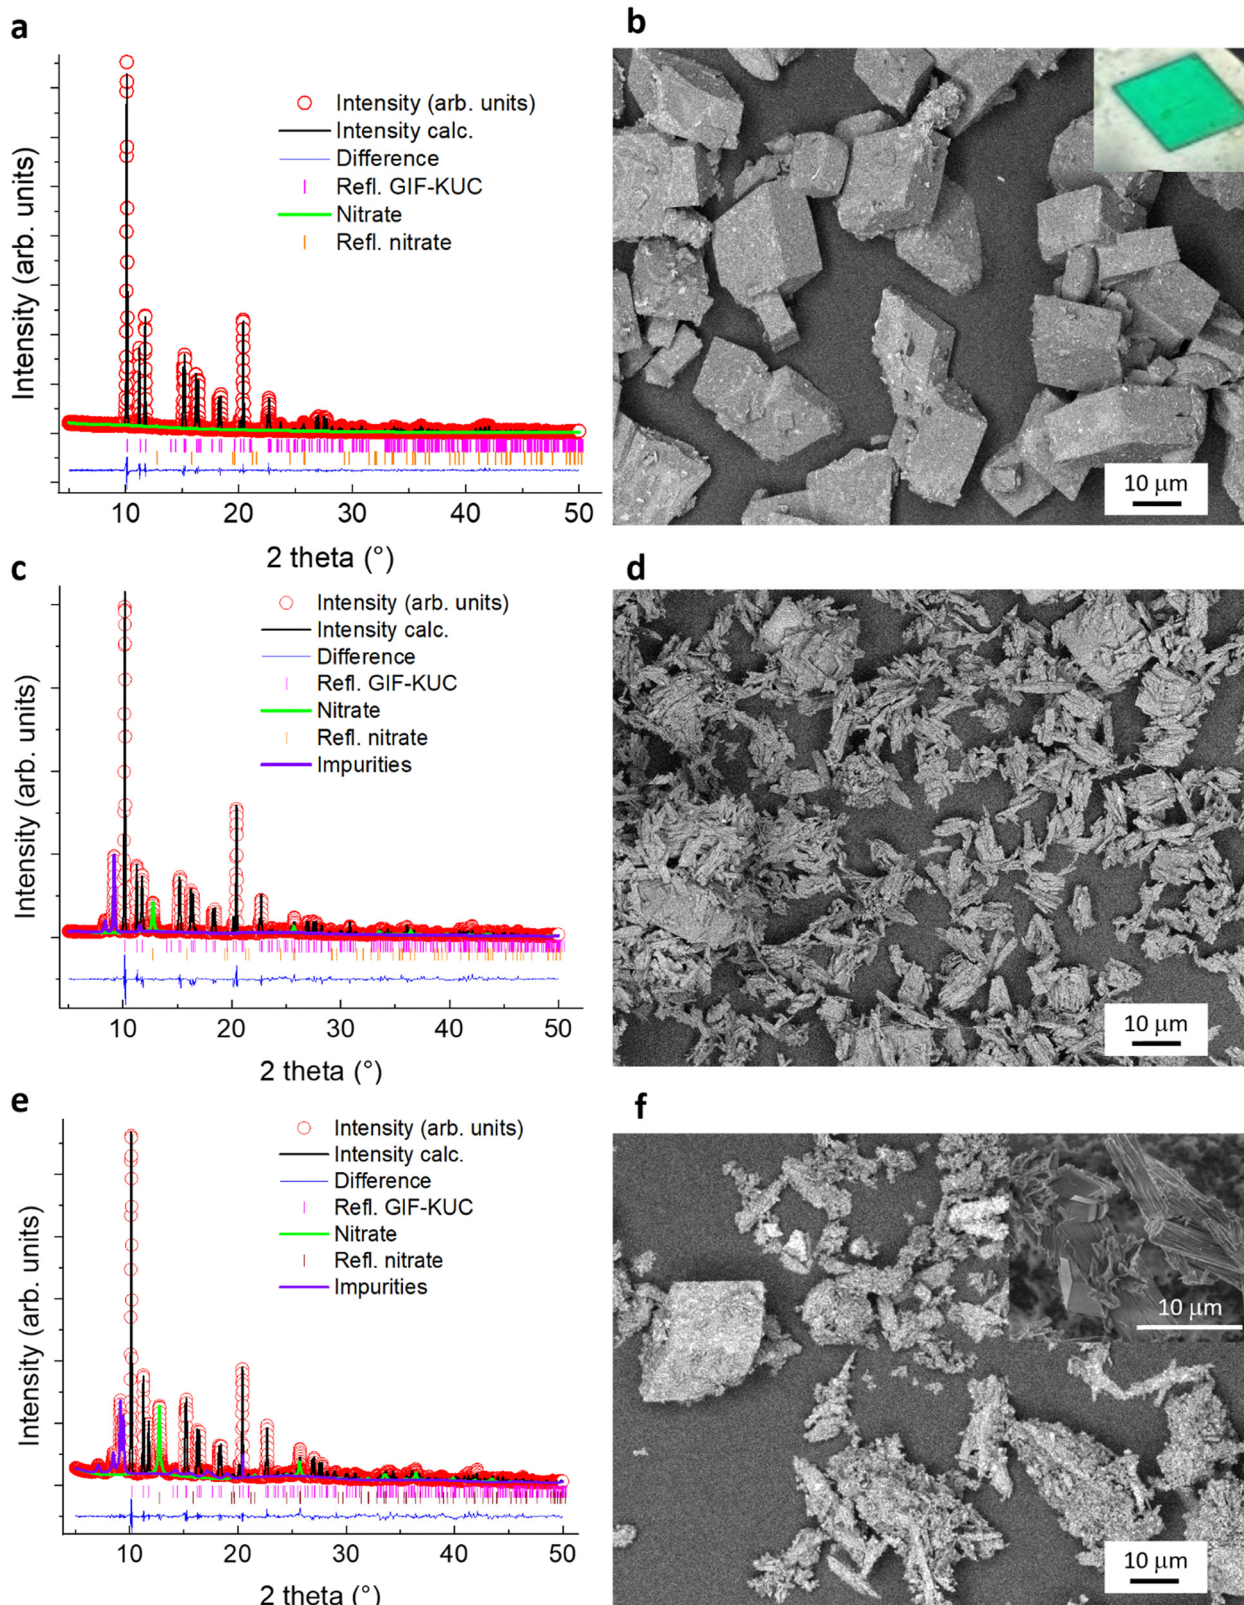 a
Intensity (arb. units)
Intensity (arb. units)
Intensity calc.
Difference
Refl. GIF-KUC
Nitrate
Refl. nitrate
10
20
30
40
50
2 theta (°)
b
10 µm
c
Intensity (arb. units)
Intensity (arb. units)
Intensity calc.
Difference
Refl. GIF-KUC
Nitrate
Refl. nitrate
Impurities
10
20
30
40
50
2 theta (°)
d
10 µm
e
Intensity (arb. units)
Intensity (arb. units)
Intensity calc.
Difference
Refl. GIF-KUC
Nitrate
Refl. nitrate
Impurities
10
20
30
40
50
2 theta (°)
f
10 µm
10 µm